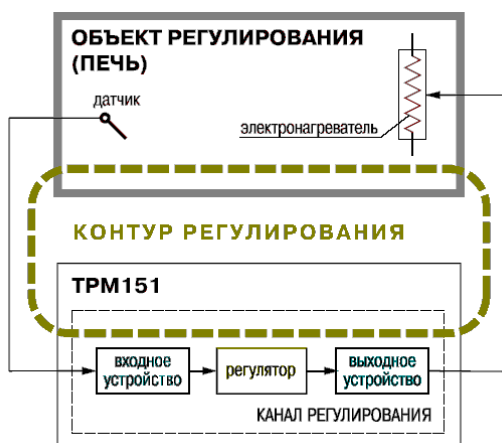 ОБЪЕКТ РЕГУЛИРОВАНИЯ
(ПЕЧЬ)
датчик
электронагреватель
КОНТУР РЕГУЛИРОВАНИЯ
ТРМ151
входное
устройство
регулятор
выходное
устройство
КАНАЛ РЕГУЛИРОВАНИЯ